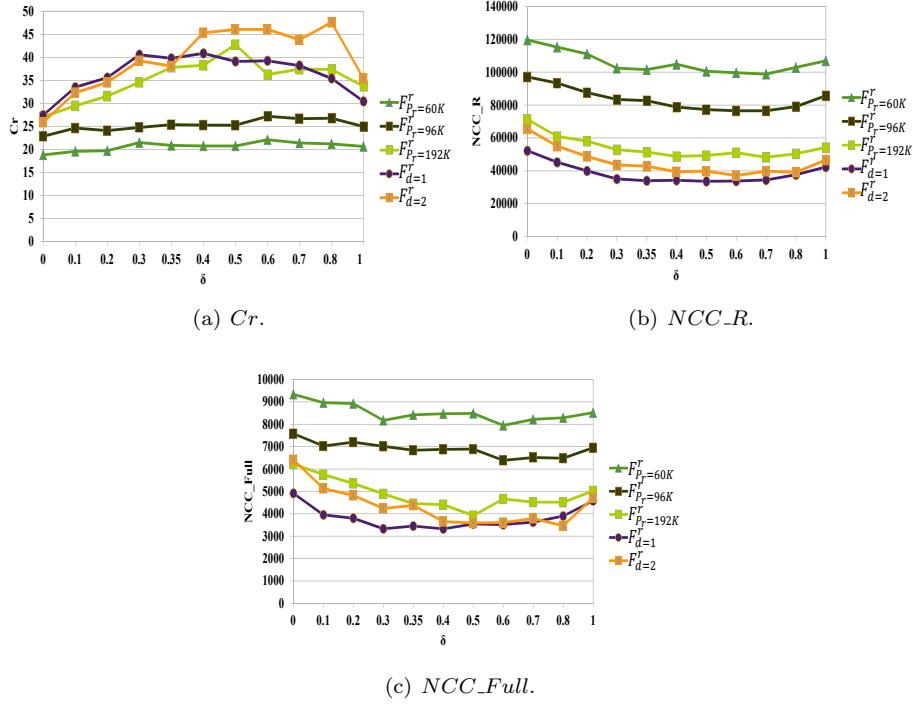 50
45
40
35
30
25
20
15
10
5
0
Cr
0 0.1 0.2 0.3 0.35 0.4 0.5 0.6 0.7 0.8 1
δ
F^r_{P_r=60K}
F^r_{P_r=96K}
F^r_{P_r=192K}
F^r_{d=1}
F^r_{d=2}
(a) Cr.
140000
120000
100000
80000
60000
40000
20000
0
NCC_R
0 0.1 0.2 0.3 0.35 0.4 0.5 0.6 0.7 0.8 1
δ
F^r_{P_r=60K}
F^r_{P_r=96K}
F^r_{P_r=192K}
F^r_{d=1}
F^r_{d=2}
(b) NCC_R.
10000
9000
8000
7000
6000
5000
4000
3000
2000
1000
0
NCC_Full
0 0.1 0.2 0.3 0.35 0.4 0.5 0.6 0.7 0.8 1
δ
F^r_{P_r=60K}
F^r_{P_r=96K}
F^r_{P_r=192K}
F^r_{d=1}
F^r_{d=2}
(c) NCC_Full.